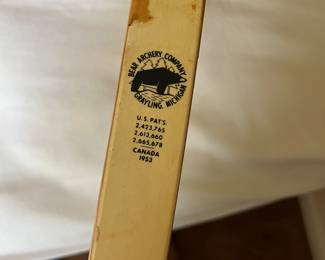 BEAR ARCHERY COMPANY
GRAYLING, MICHIGAN
U.S. PAT'S.
2,423,765
2,613,660
2,665,678
CANADA
1953